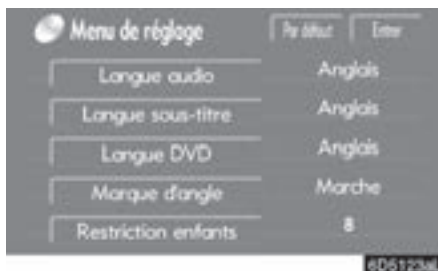 Menu de réglage
Par défaut Entrer
Langue audio Anglais
Langue sous-titre Anglais
Langue DVD Anglais
Marque d'angle Marche
Restriction enfants 8